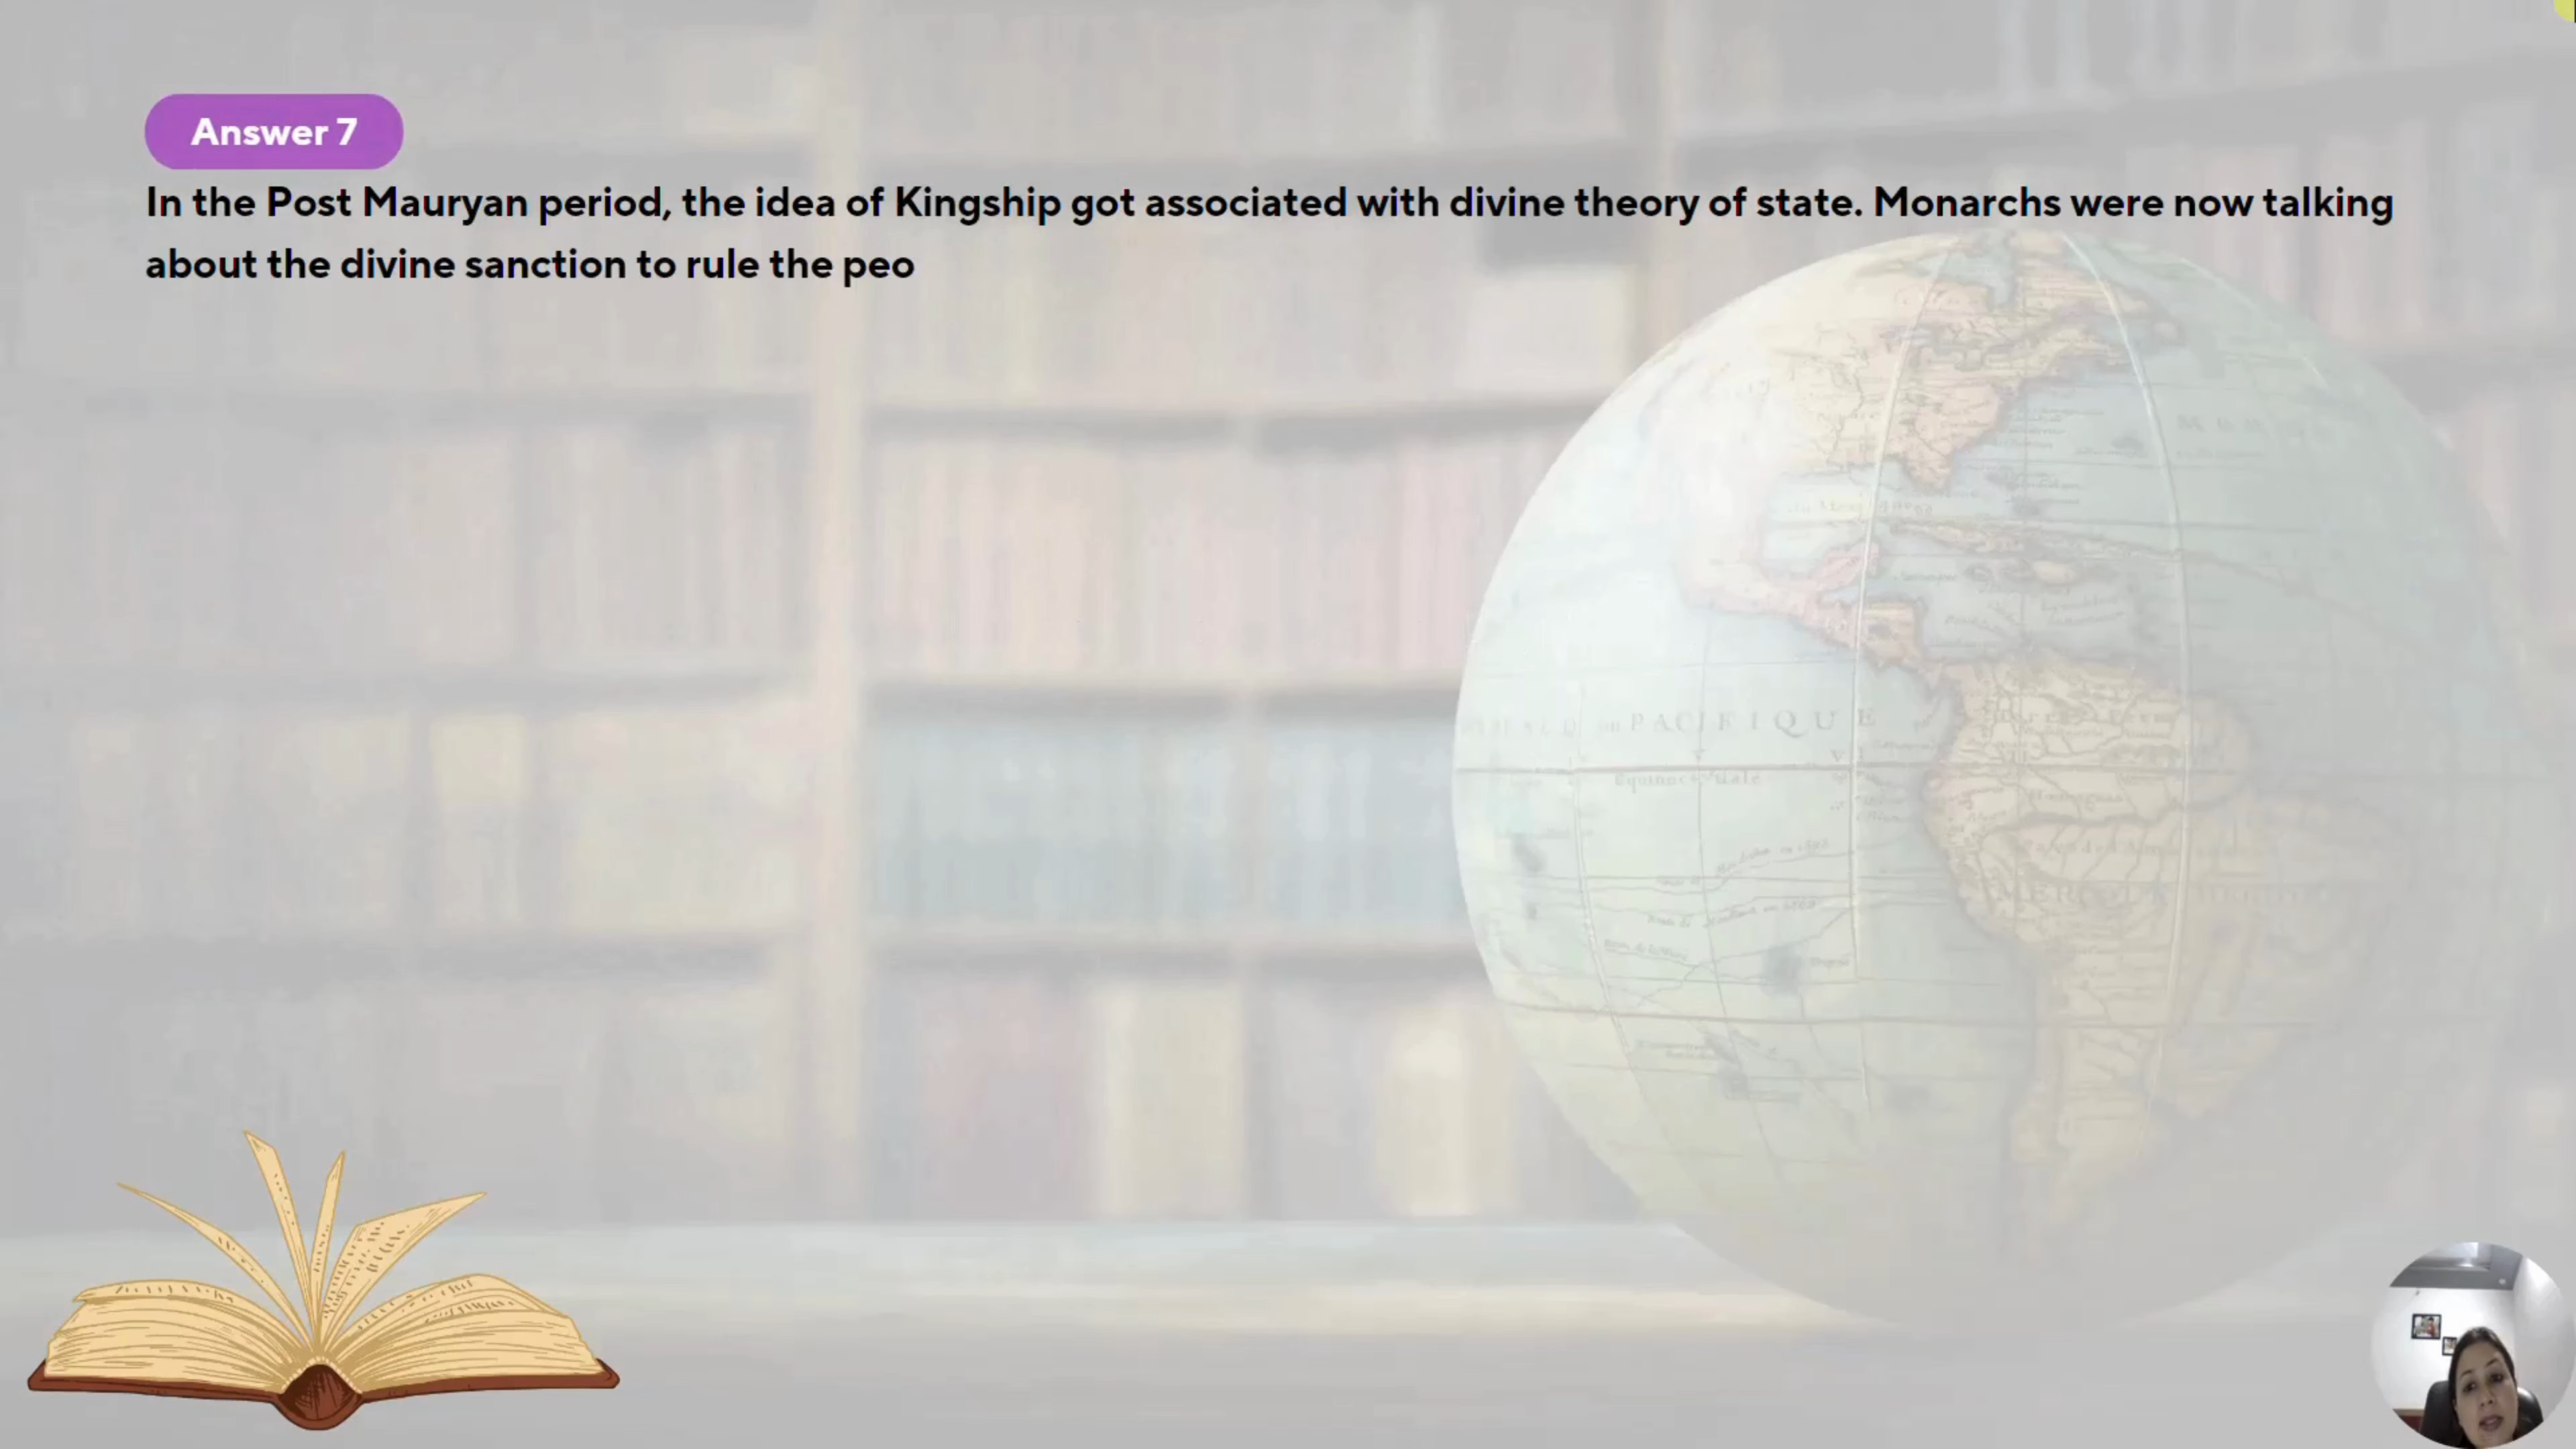 Answer 7
In the Post Mauryan period, the idea of Kingship got associated with divine theory of state. Monarchs were now talking
about the divine sanction to rule the peo
PACIFIQUE